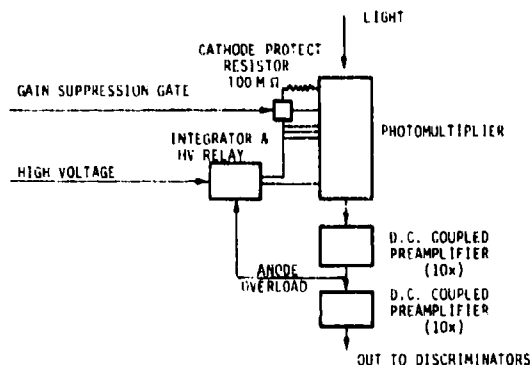 LIGHT
CATHODE PROTECT
RESISTOR
100 M Ω
GAIN SUPPRESSION GATE
PHOTOMULTIPLIER
INTEGRATOR &
HV RELAY
HIGH VOLTAGE
D.C. COUPLED
PREAMPLIFIER
(10x)
ANODE
OVERLOAD
D.C. COUPLED
PREAMPLIFIER
(10x)
OUT TO DISCRIMINATORS